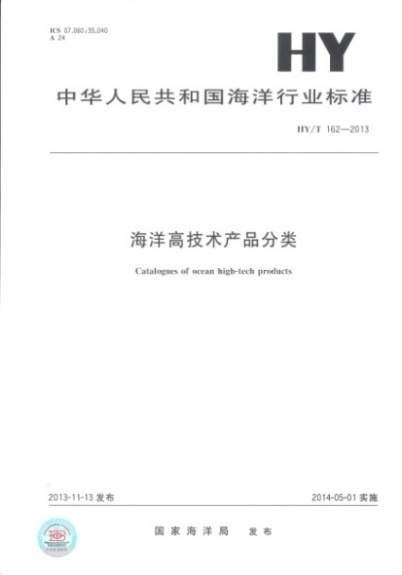 ICS 07.060;35.040
A 24
HY
中华人民共和国海洋行业标准
HY/T 162—2013
海洋高技术产品分类
Catalogues of ocean high-tech products
2013-11-13 发布
2014-05-01 实施
国家海洋局 发布